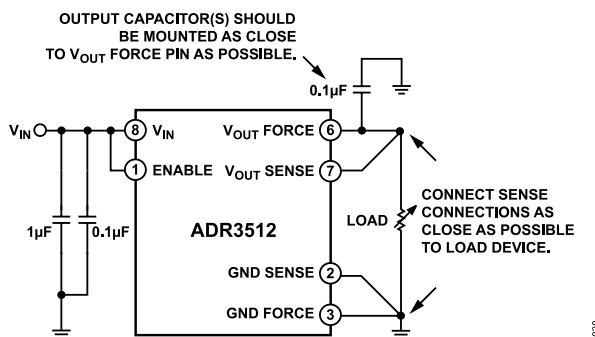 OUTPUT CAPACITOR(S) SHOULD
BE MOUNTED AS CLOSE
TO VOUT FORCE PIN AS POSSIBLE.
0.1µF
VIN
8
VIN
VOUT FORCE
6
1
ENABLE
VOUT SENSE
7
1µF
0.1µF
ADR3512
LOAD
CONNECT SENSE
CONNECTIONS AS
CLOSE AS POSSIBLE
TO LOAD DEVICE.
GND SENSE
2
GND FORCE
3